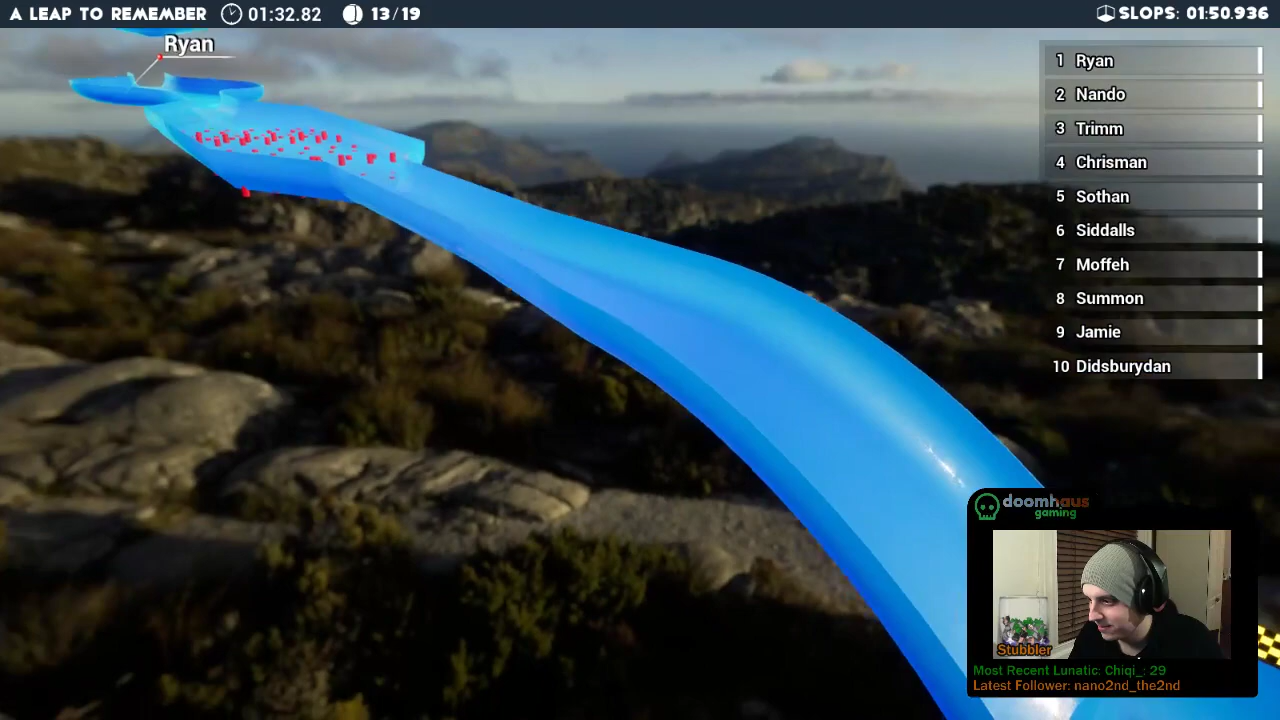 A LEAP TO REMEMBER 01:32.82 13/19 SLOPS: 01:50.936
Ryan
1 Ryan
2 Nando
3 Trimm
4 Chrisman
5 Sothan
6 Siddalls
7 Moffeh
8 Summon
9 Jamie
10 Didsburydan
doomhaus
gaming
Stubbler
Most Recent Lunatic: Chiqi_: 29
Latest Follower: nano2nd_the2nd